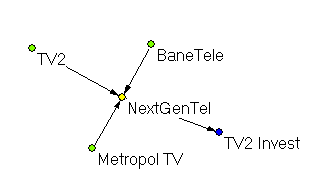 TV2
BaneTele
NextGenTel
TV2 Invest
Metropol TV